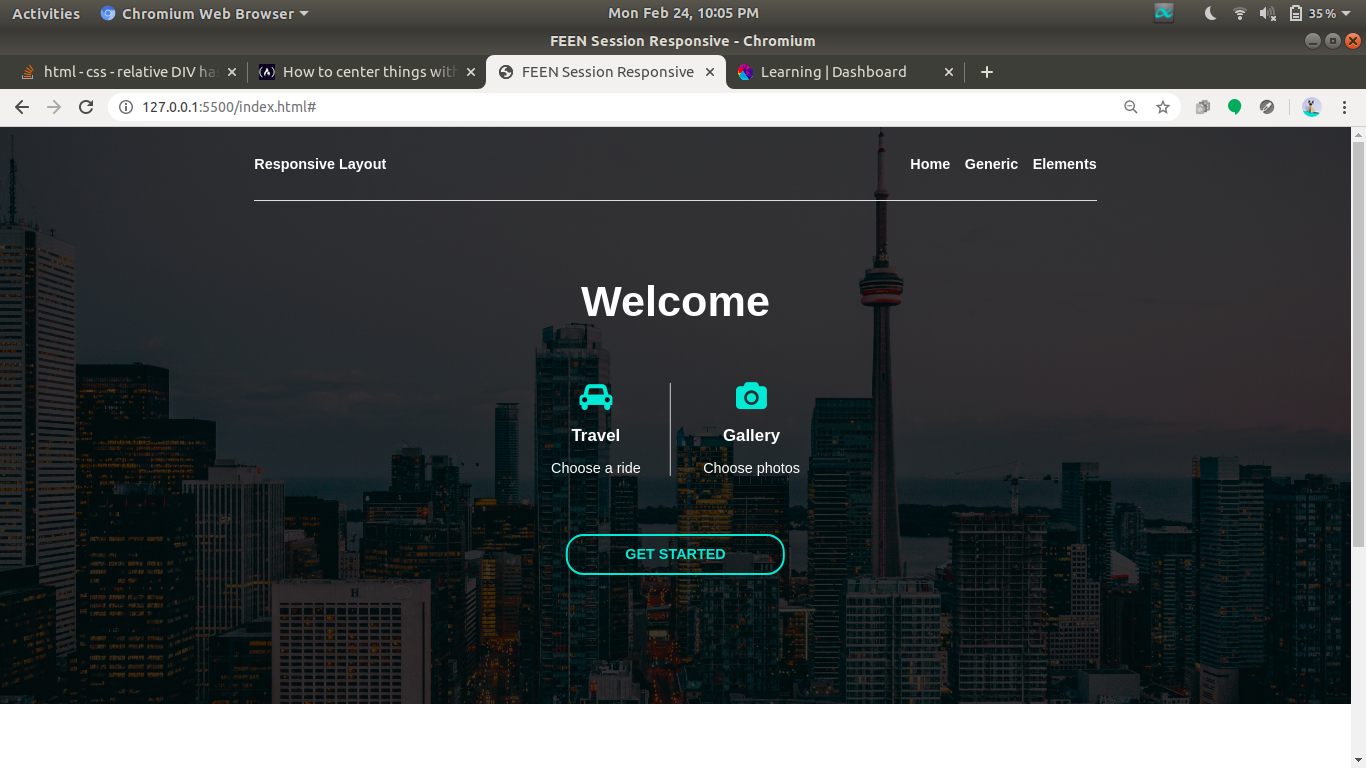 Activities Chromium Web Browser Mon Feb 24, 10:05 PM 35%
FEEN Session Responsive - Chromium
html - css - relative DIV ha How to center things wit FEEN Session Responsive Learning | Dashboard
127.0.0.1:5500/index.html#
Responsive Layout Home Generic Elements
Welcome
Travel Gallery
Choose a ride Choose photos
GET STARTED
H